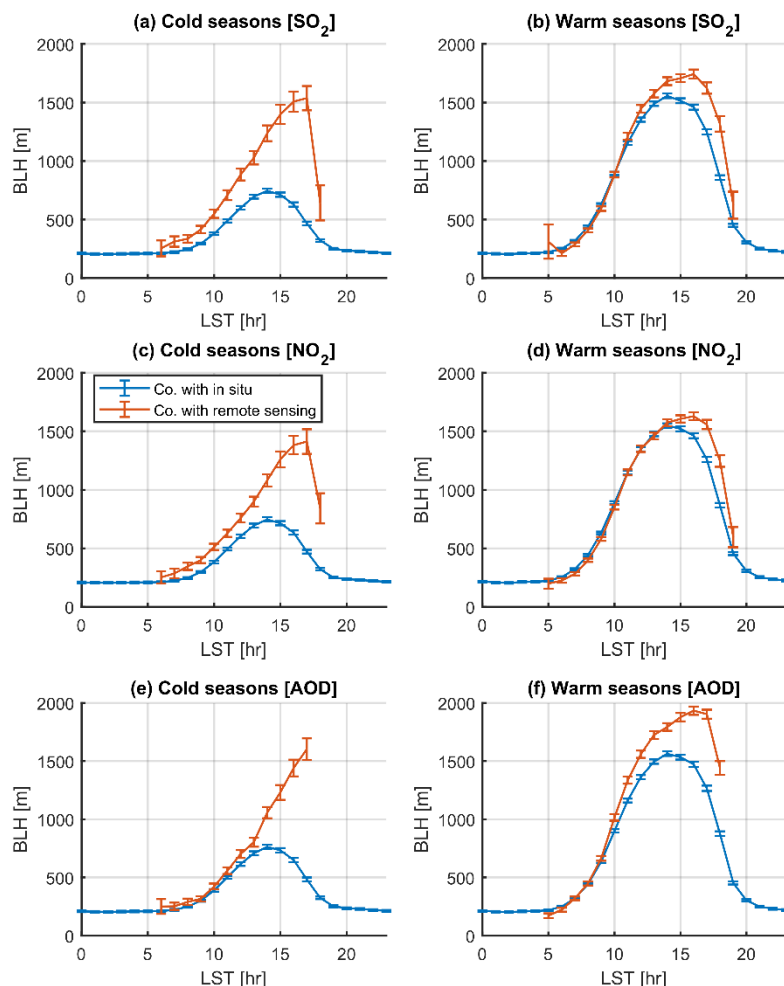 (a) Cold seasons [SO₂]
2000
1500
1000
500
0
BLH [m]
0 5 10 15 20
LST [hr]
(b) Warm seasons [SO₂]
2000
1500
1000
500
0
BLH [m]
0 5 10 15 20
LST [hr]
(c) Cold seasons [NO₂]
2000
Co. with in situ
Co. with remote sensing
1500
1000
500
0
BLH [m]
0 5 10 15 20
LST [hr]
(d) Warm seasons [NO₂]
2000
1500
1000
500
0
BLH [m]
0 5 10 15 20
LST [hr]
(e) Cold seasons [AOD]
2000
1500
1000
500
0
BLH [m]
0 5 10 15 20
LST [hr]
(f) Warm seasons [AOD]
2000
1500
1000
500
0
BLH [m]
0 5 10 15 20
LST [hr]